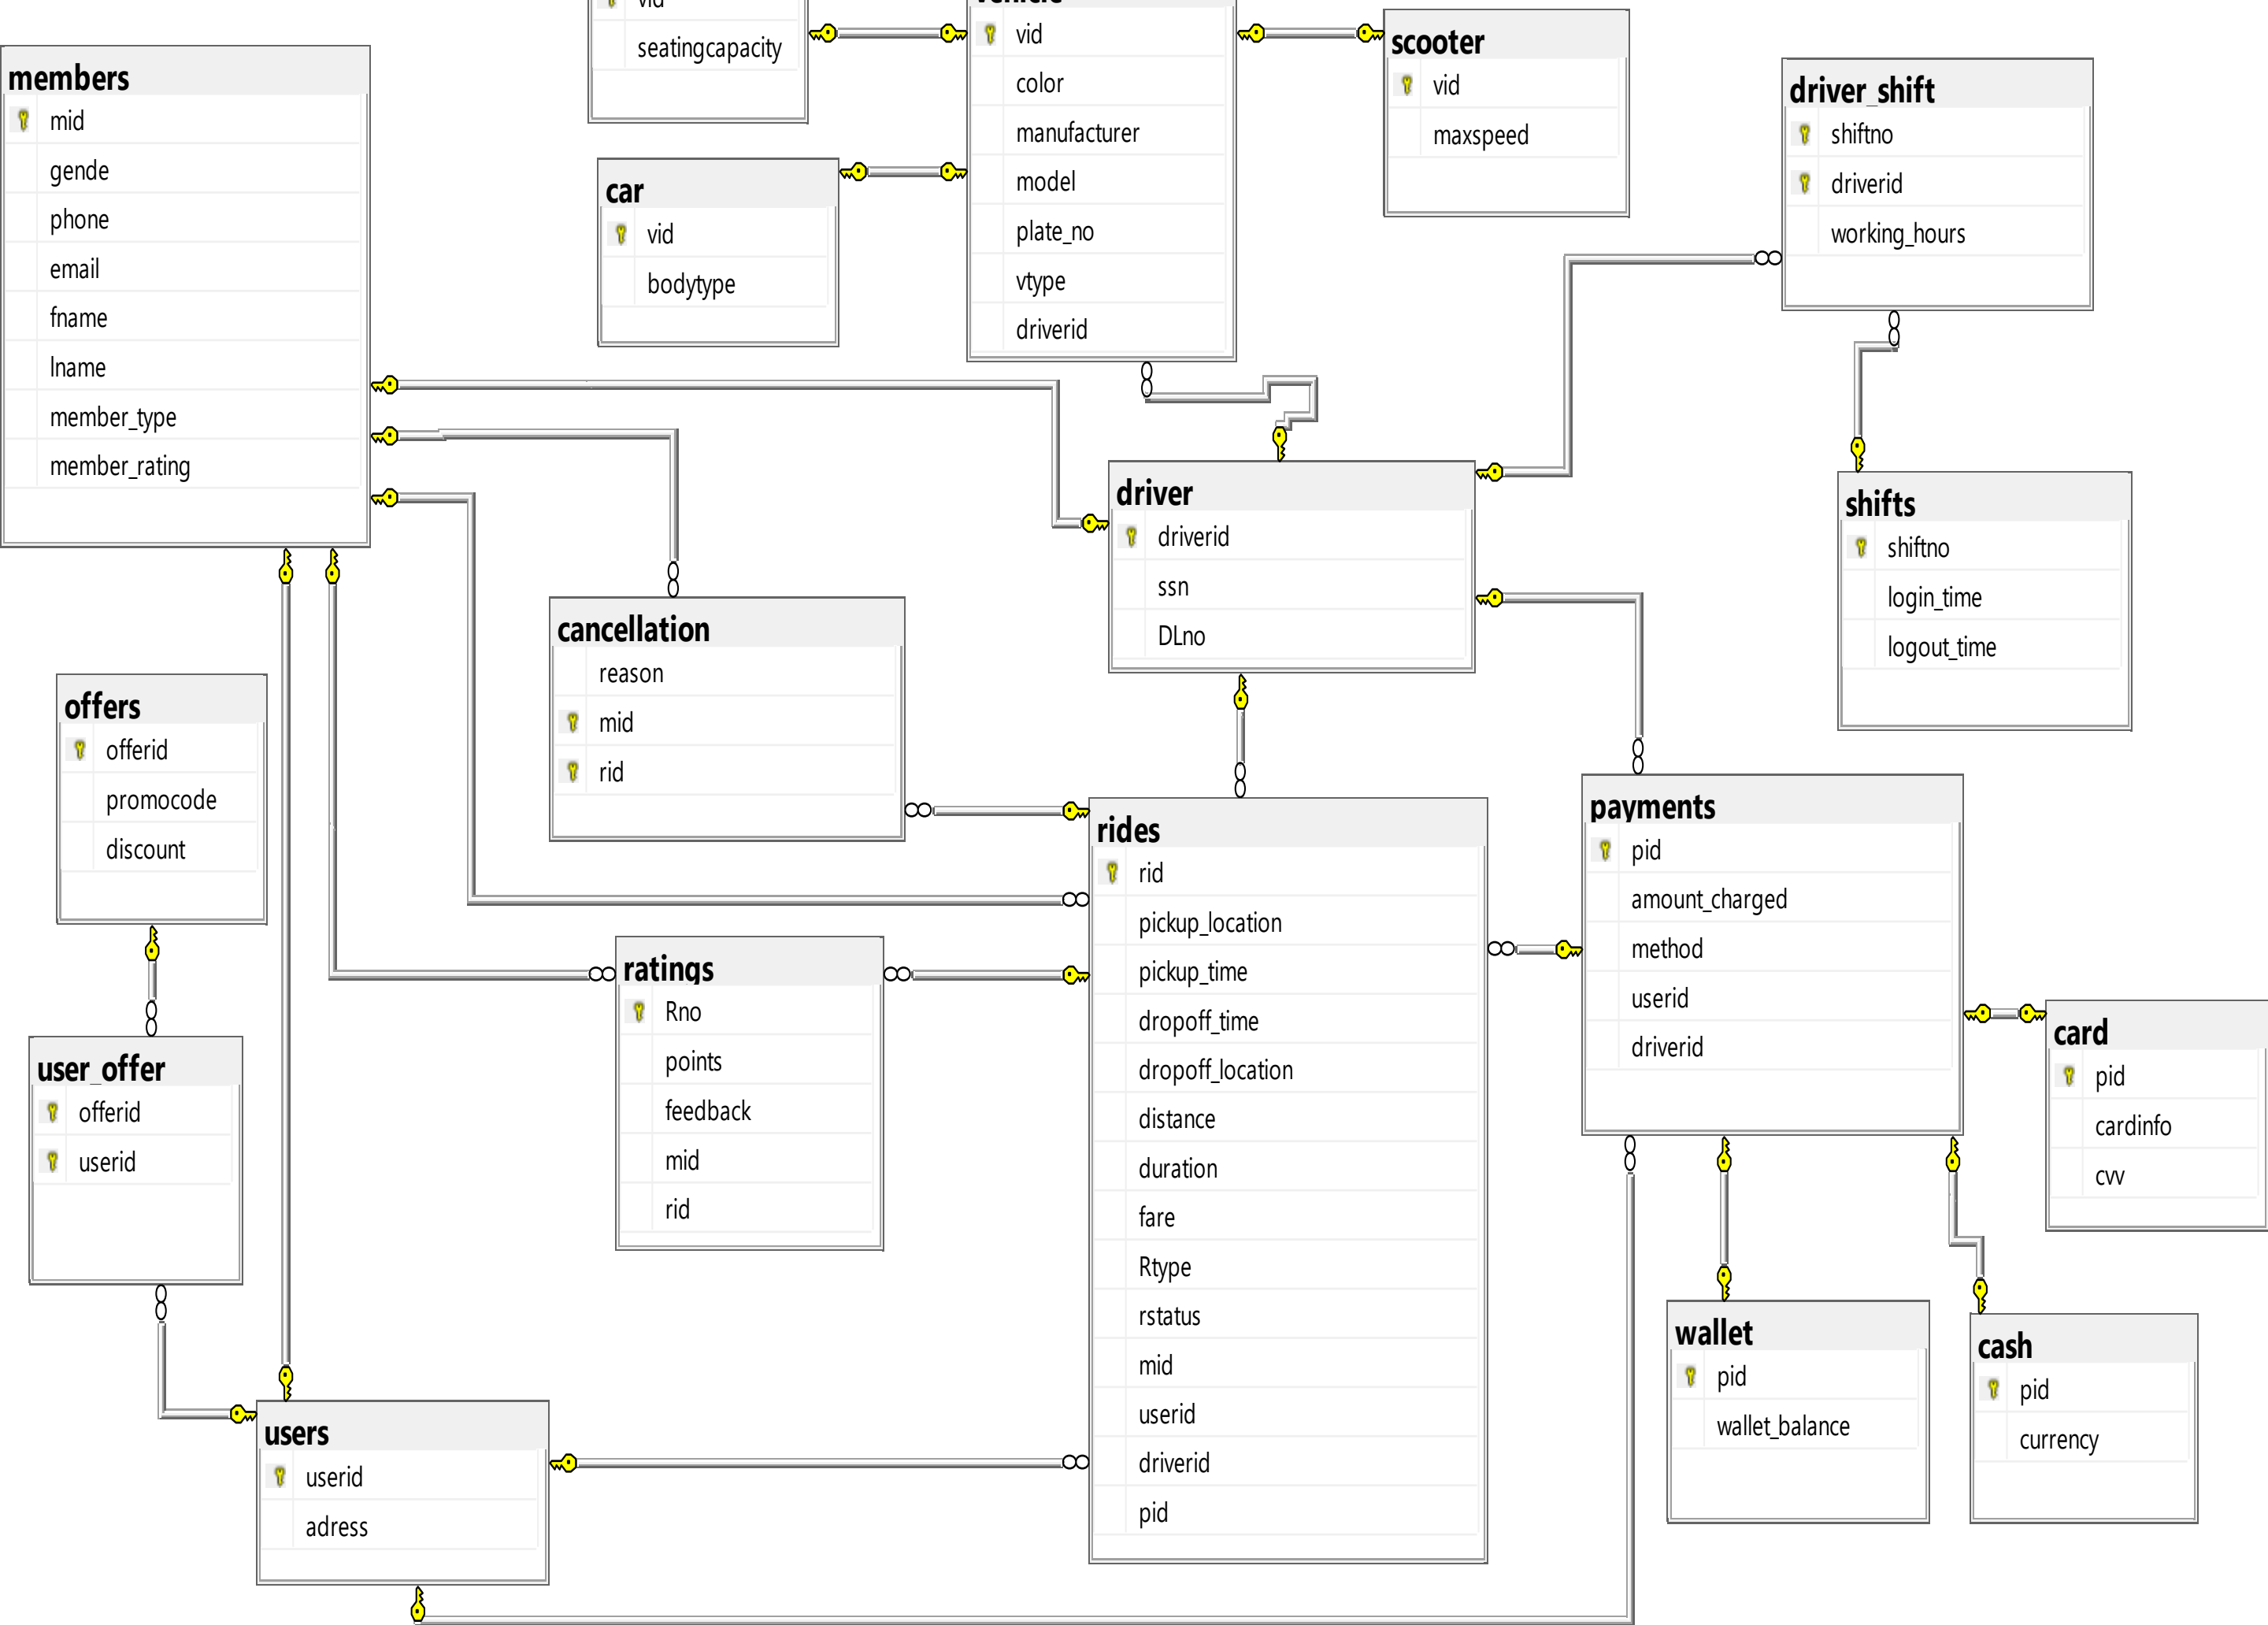 vid
seatingcapacity
vehicle
vid
color
manufacturer
model
plate_no
vtype
driverid
scooter
vid
maxspeed
members
mid
gende
phone
email
fname
lname
member_type
member_rating
driver_shift
shiftno
driverid
working_hours
car
vid
bodytype
driver
driverid
ssn
DLno
shifts
shiftno
login_time
logout_time
cancellation
reason
mid
rid
offers
offerid
promocode
discount
rides
rid
pickup_location
pickup_time
dropoff_time
dropoff_location
distance
duration
fare
Rtype
rstatus
mid
userid
driverid
pid
payments
pid
amount_charged
method
userid
driverid
ratings
Rno
points
feedback
mid
rid
card
pid
cardinfo
cvv
user_offer
offerid
userid
wallet
pid
wallet_balance
cash
pid
currency
users
userid
adress